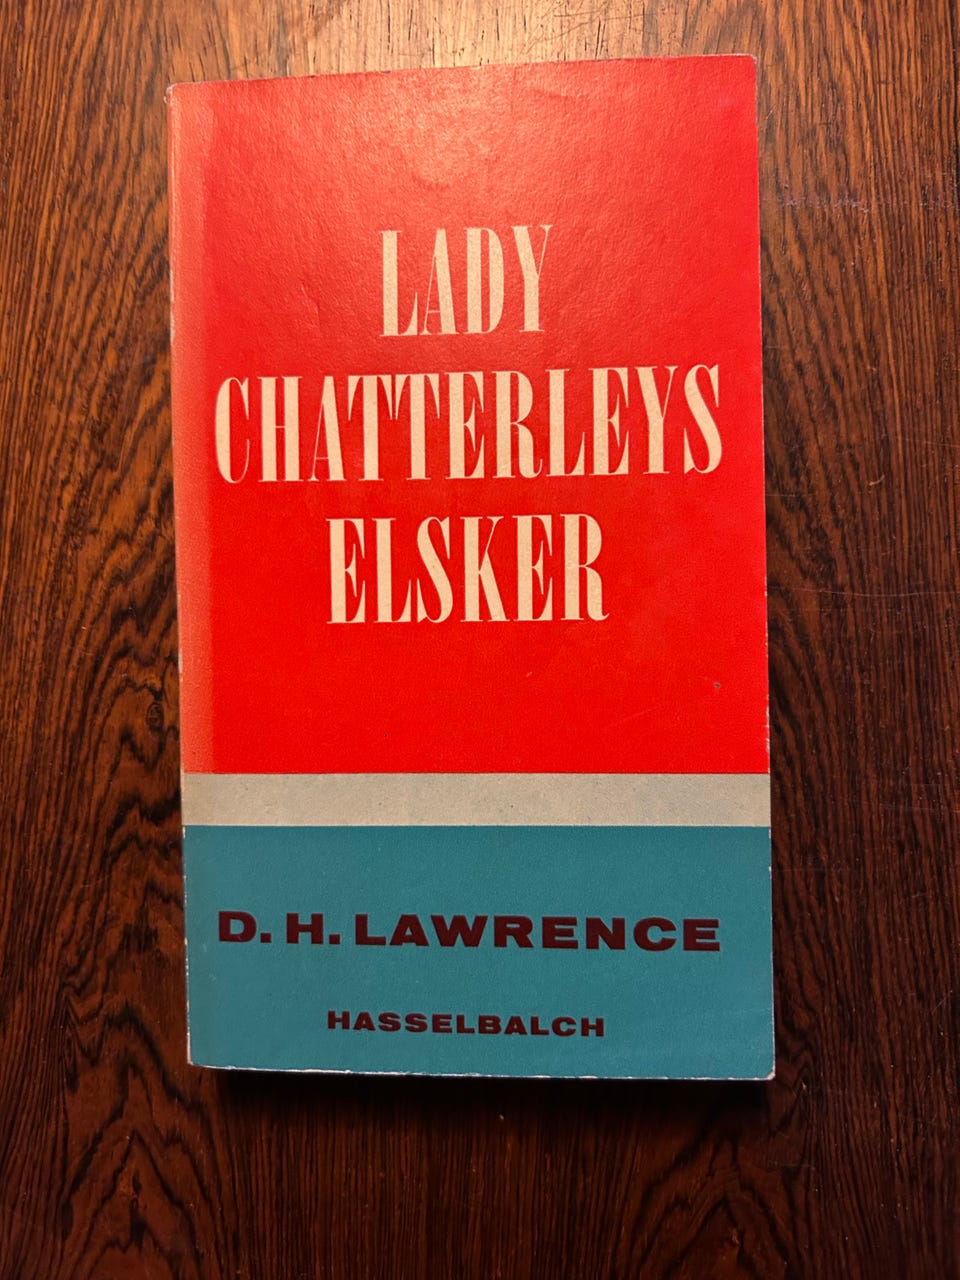 LADY
CHATTERLEYS
ELSKER
D. H. LAWRENCE
HASSELBALCH